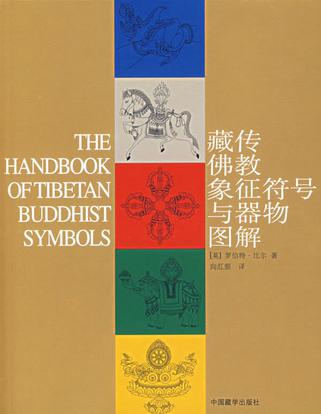 THE
HANDBOOK
OF TIBETAN
BUDDHIST
SYMBOLS
藏传
佛教
象征符号
与器物
图解
[英] 罗伯特·比尔 著
向红笳 译
中国藏学出版社